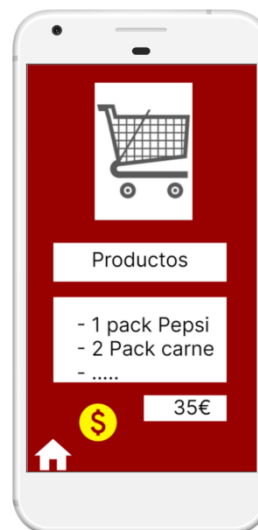 Productos
- 1 pack Pepsi
- 2 Pack carne
- .....
$
35€